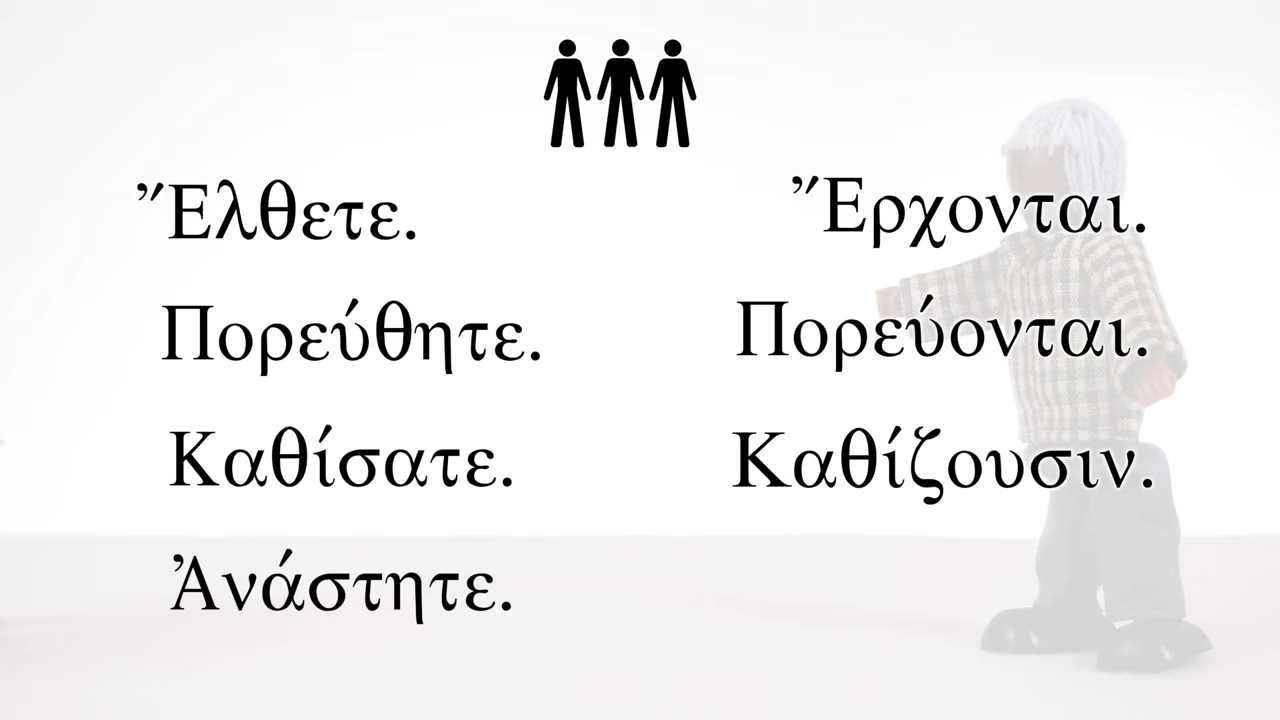 Ἔλθετε.
Ἔρχονται.
Πορεύθητε.
Πορεύονται.
Καθίσατε.
Καθίζουσιν.
Ἀνάστητε.